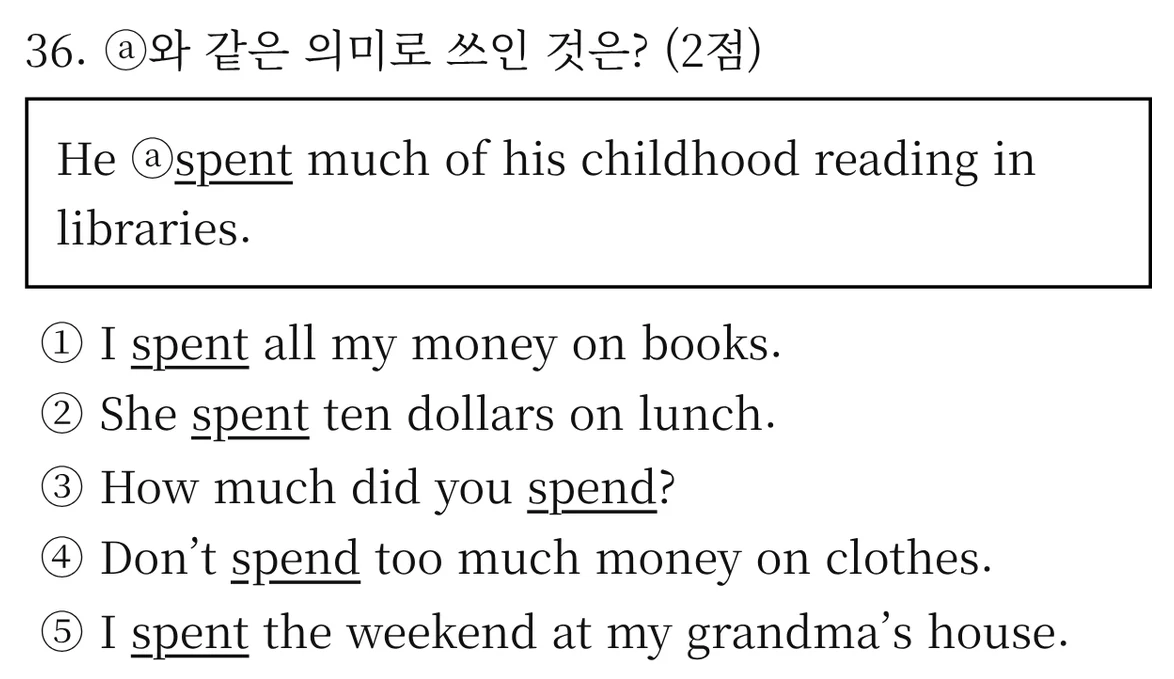 36. ⓐ와 같은 의미로 쓰인 것은? (2점)
He ⓐspent much of his childhood reading in
libraries.
① I spent all my money on books.
② She spent ten dollars on lunch.
③ How much did you spend?
④ Don’t spend too much money on clothes.
⑤ I spent the weekend at my grandma’s house.